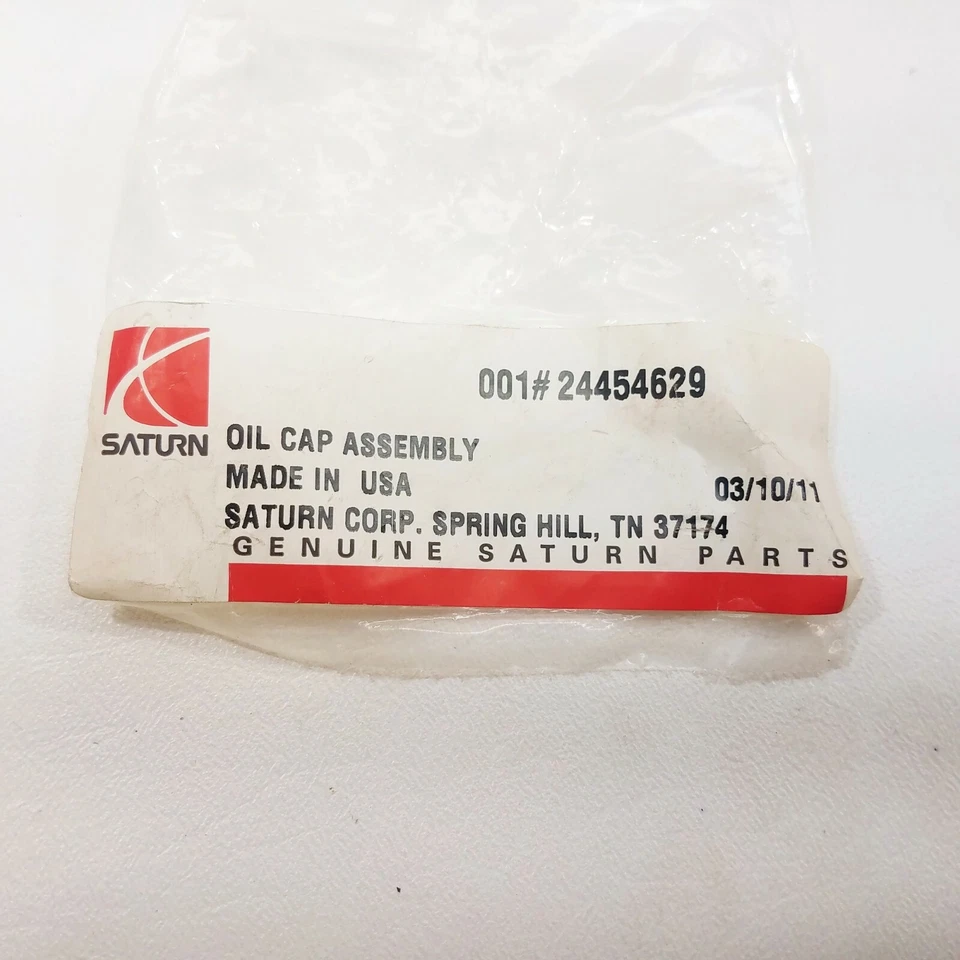 001# 24454629
SATURN
OIL CAP ASSEMBLY
MADE IN USA 03/10/11
SATURN CORP. SPRING HILL, TN 37174
GENUINE SATURN PARTS